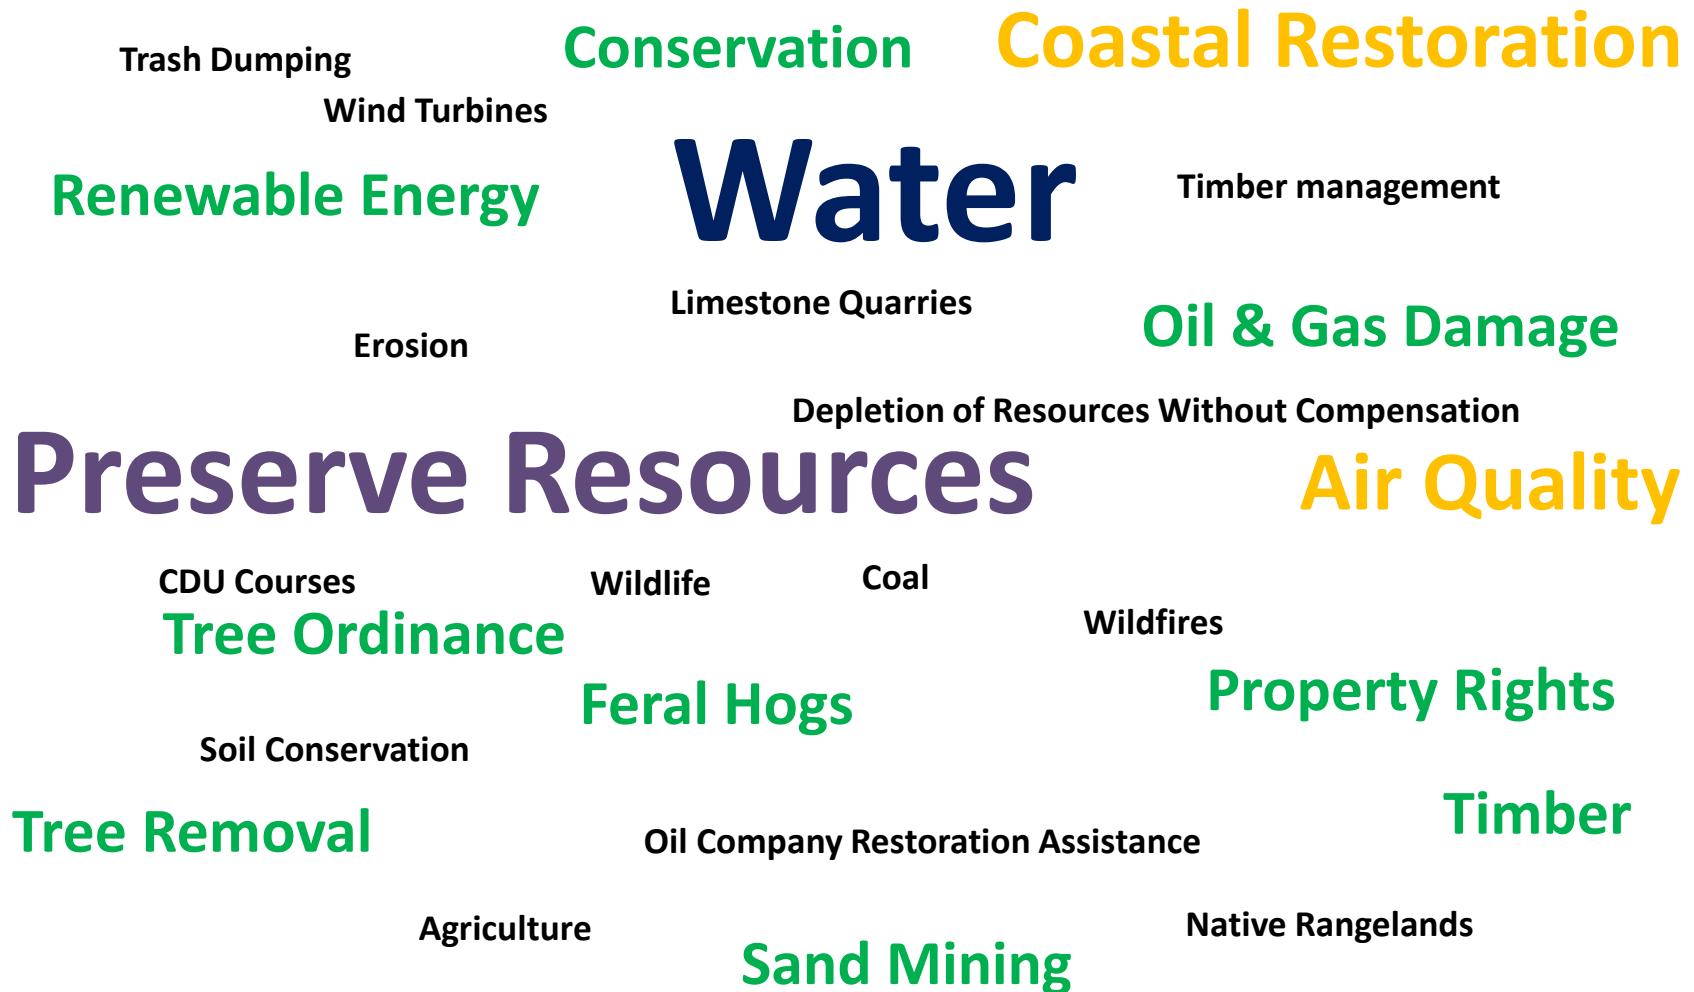 Coastal Restoration
Conservation
Trash Dumping
Wind Turbines
Water
Renewable Energy
Timber management
Limestone Quarries
Oil & Gas Damage
Erosion
Depletion of Resources Without Compensation
Preserve Resources
Air Quality
CDU Courses
Wildlife
Coal
Wildfires
Tree Ordinance
Feral Hogs
Property Rights
Soil Conservation
Tree Removal
Timber
Oil Company Restoration Assistance
Agriculture
Native Rangelands
Sand Mining